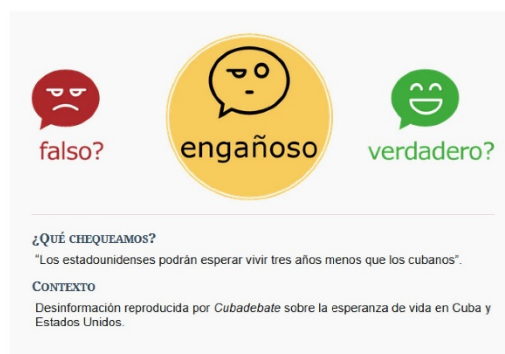 falso?
engañoso
verdadero?
¿QUÉ CHEQUEAMOS?
“Los estadounidenses podrán esperar vivir tres años menos que los cubanos”.
CONTEXTO
Desinformación reproducida por Cubadebate sobre la esperanza de vida en Cuba y
Estados Unidos.